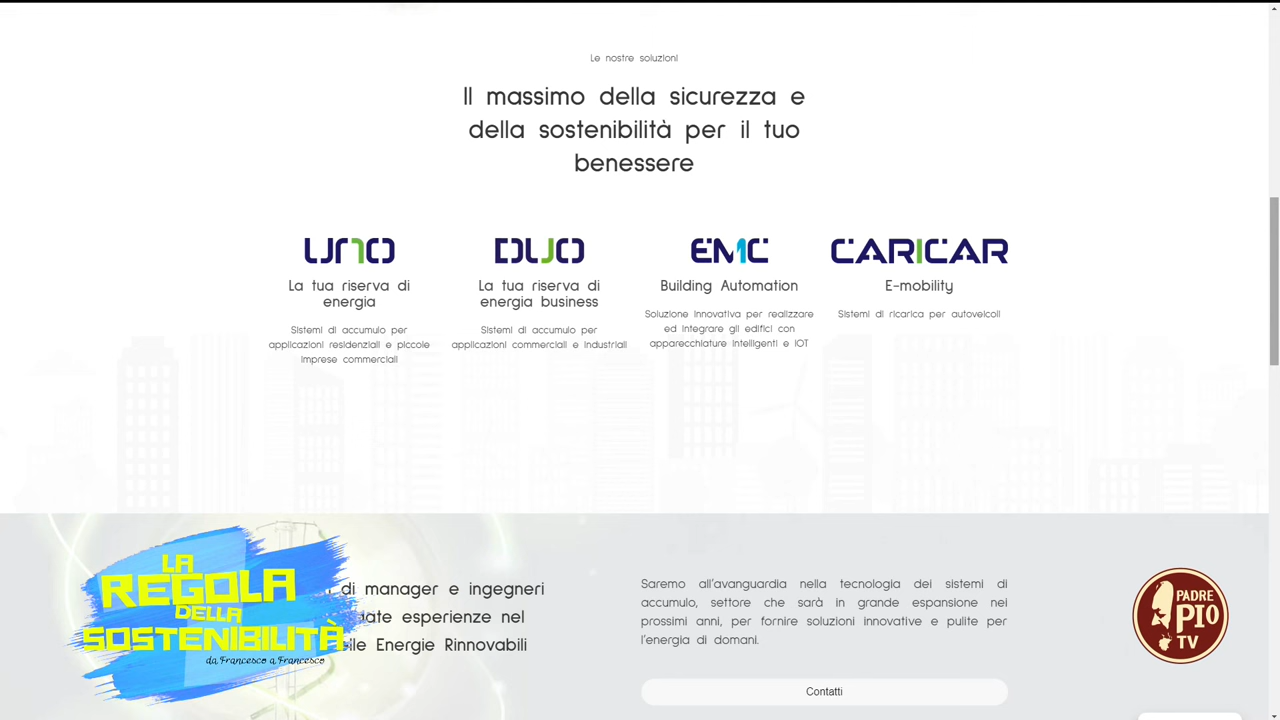 Le nostre soluzioni
Il massimo della sicurezza e
della sostenibilità per il tuo
benessere
UNO
La tua riserva di
energia
Sistemi di accumulo per
applicazioni residenziali e piccole
imprese commerciali
DUO
La tua riserva di
energia business
Sistemi di accumulo per
applicazioni commerciali e industriali
EMC
Building Automation
Soluzione innovativa per realizzare
ed integrare gli edifici con
apparecchiature intelligenti e IOT
CARICAR
E-mobility
Sistemi di ricarica per autoveicoli
LA
REGOLA
DELLA
SOSTENIBILITÀ
da Francesco a Francesco
di manager e ingegneri
esperienze nel
Energie Rinnovabili
Saremo all'avanguardia nella tecnologia dei sistemi di
accumulo, settore che sarà in grande espansione nei
prossimi anni, per fornire soluzioni innovative e pulite per
l'energia di domani.
Contatti
PADRE
PIO
TV